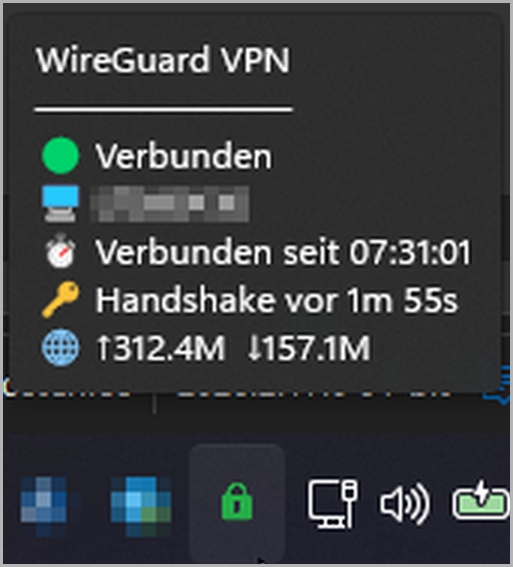 WireGuard VPN
Verbunden
Verbunden seit 07:31:01
Handshake vor 1m 55s
↑312.4M ↓157.1M